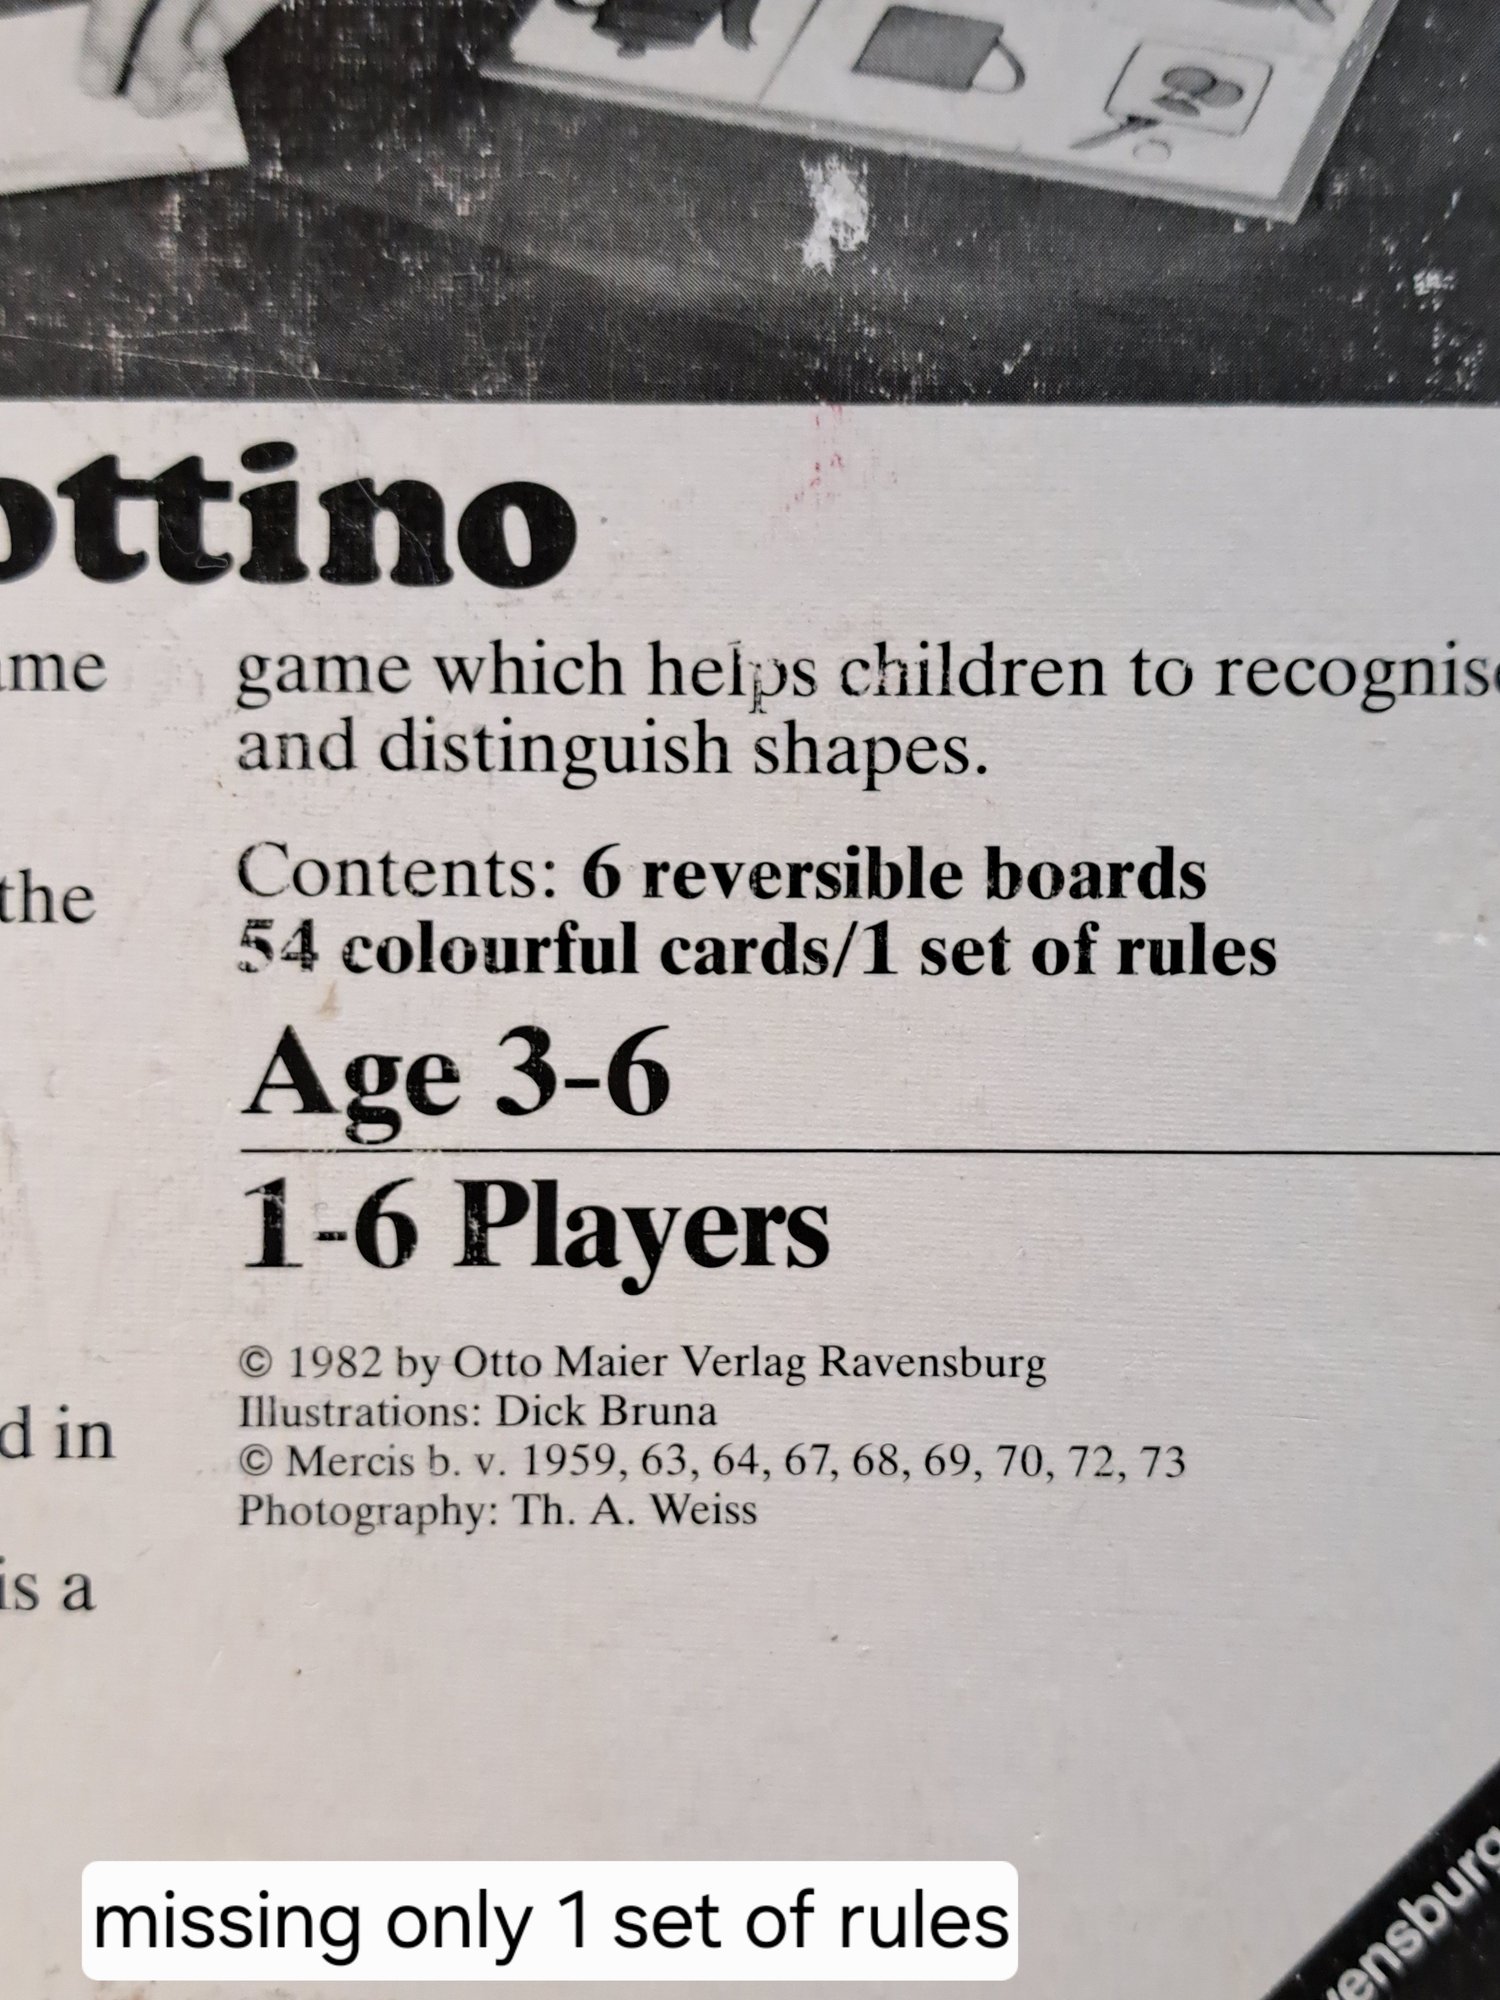 ottino
ame
the
d in
is a
game which helps children to recognise
and distinguish shapes.
Contents: 6 reversible boards
54 colourful cards/1 set of rules
Age 3-6
1-6 Players
© 1982 by Otto Maier Verlag Ravensburg
Illustrations: Dick Bruna
© Mercis b. v. 1959, 63, 64, 67, 68, 69, 70, 72, 73
Photography: Th. A. Weiss
ensburg
missing only 1 set of rules